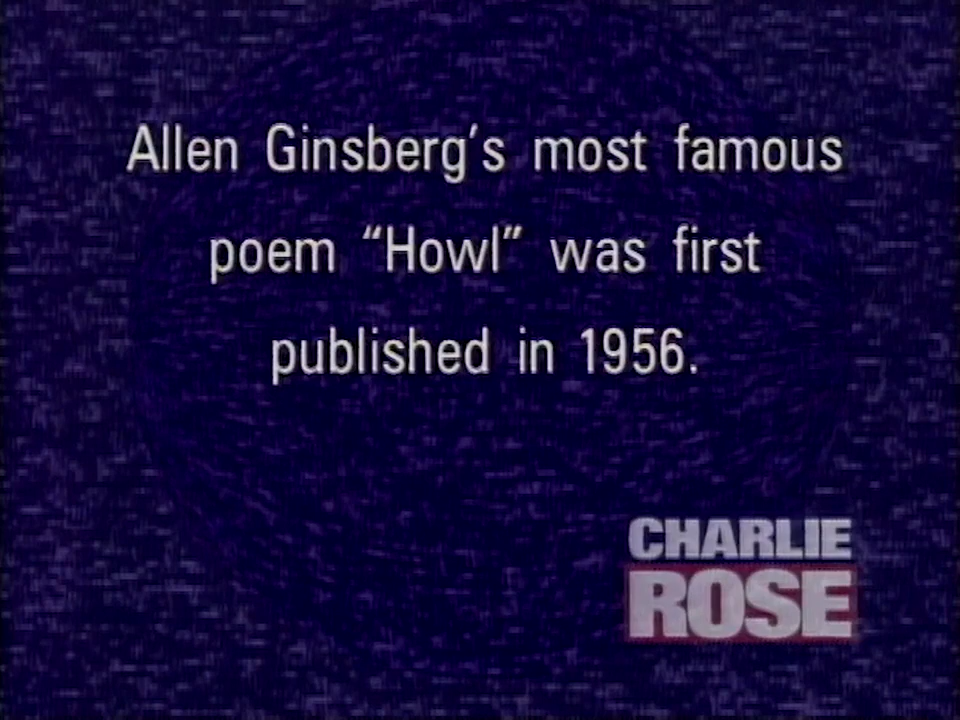 Allen Ginsberg's most famous
poem “Howl” was first
published in 1956.
CHARLIE
ROSE